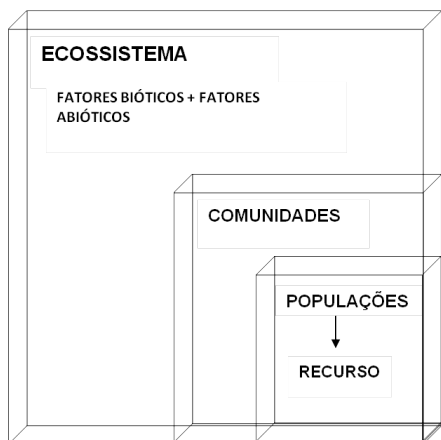 ECOSSISTEMA
FATORES BIÓTICOS + FATORES
ABIÓTICOS
COMUNIDADES
POPULAÇÕES
RECURSO